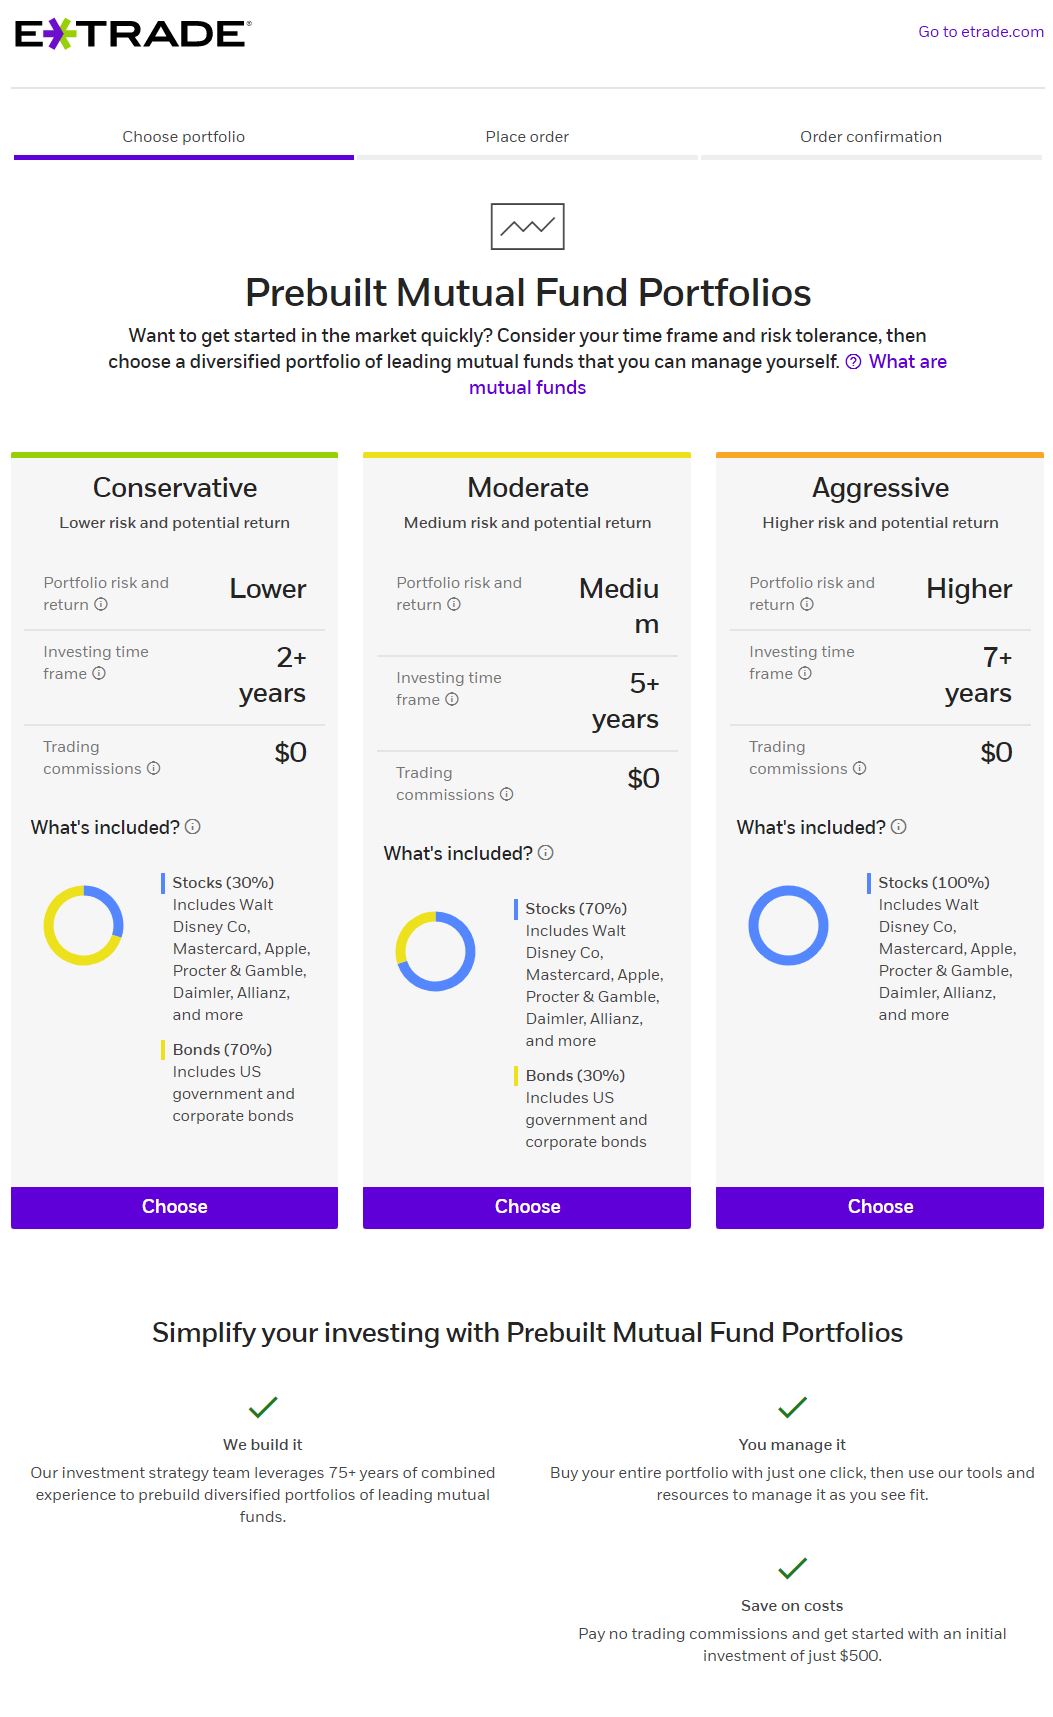 E*TRADE®
Go to etrade.com
Choose portfolio
Place order
Order confirmation
Prebuilt Mutual Fund Portfolios
Want to get started in the market quickly? Consider your time frame and risk tolerance, then
choose a diversified portfolio of leading mutual funds that you can manage yourself. What are
mutual funds
Conservative
Lower risk and potential return
Portfolio risk and
return
Lower
Investing time
frame
2+
years
Trading
commissions
$0
What's included?
Stocks (30%)
Includes Walt
Disney Co,
Mastercard, Apple,
Procter & Gamble,
Daimler, Allianz,
and more
Bonds (70%)
Includes US
government and
corporate bonds
Choose
Moderate
Medium risk and potential return
Portfolio risk and
return
Mediu
m
Investing time
frame
5+
years
Trading
commissions
$0
What's included?
Stocks (70%)
Includes Walt
Disney Co,
Mastercard, Apple,
Procter & Gamble,
Daimler, Allianz,
and more
Bonds (30%)
Includes US
government and
corporate bonds
Choose
Aggressive
Higher risk and potential return
Portfolio risk and
return
Higher
Investing time
frame
7+
years
Trading
commissions
$0
What's included?
Stocks (100%)
Includes Walt
Disney Co,
Mastercard, Apple,
Procter & Gamble,
Daimler, Allianz,
and more
Choose
Simplify your investing with Prebuilt Mutual Fund Portfolios
We build it
Our investment strategy team leverages 75+ years of combined
experience to prebuild diversified portfolios of leading mutual
funds.
You manage it
Buy your entire portfolio with just one click, then use our tools and
resources to manage it as you see fit.
Save on costs
Pay no trading commissions and get started with an initial
investment of just $500.